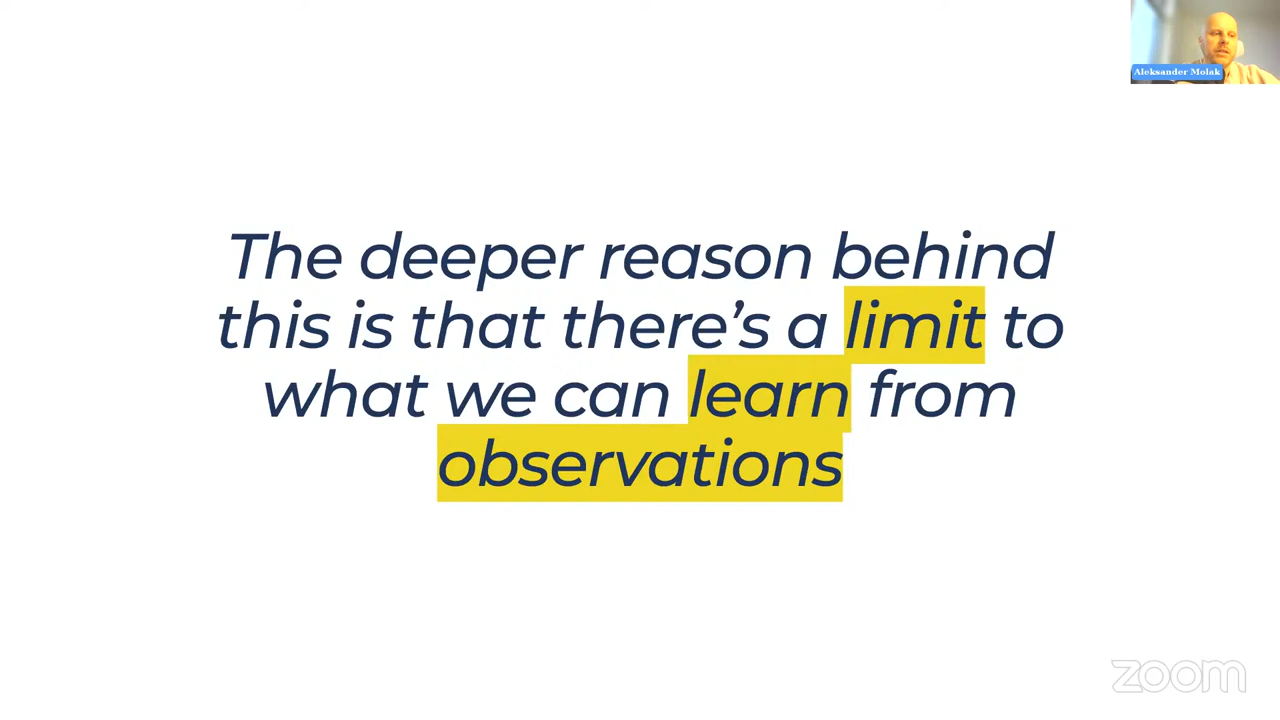 Aleksander Molak
The deeper reason behind
this is that there’s a limit to
what we can learn from
observations
zoom